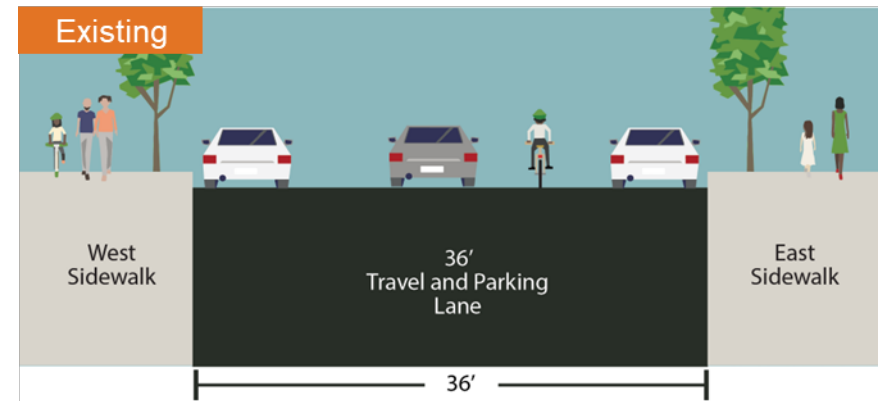 Existing
West
Sidewalk
36′
Travel and Parking
Lane
East
Sidewalk
36′